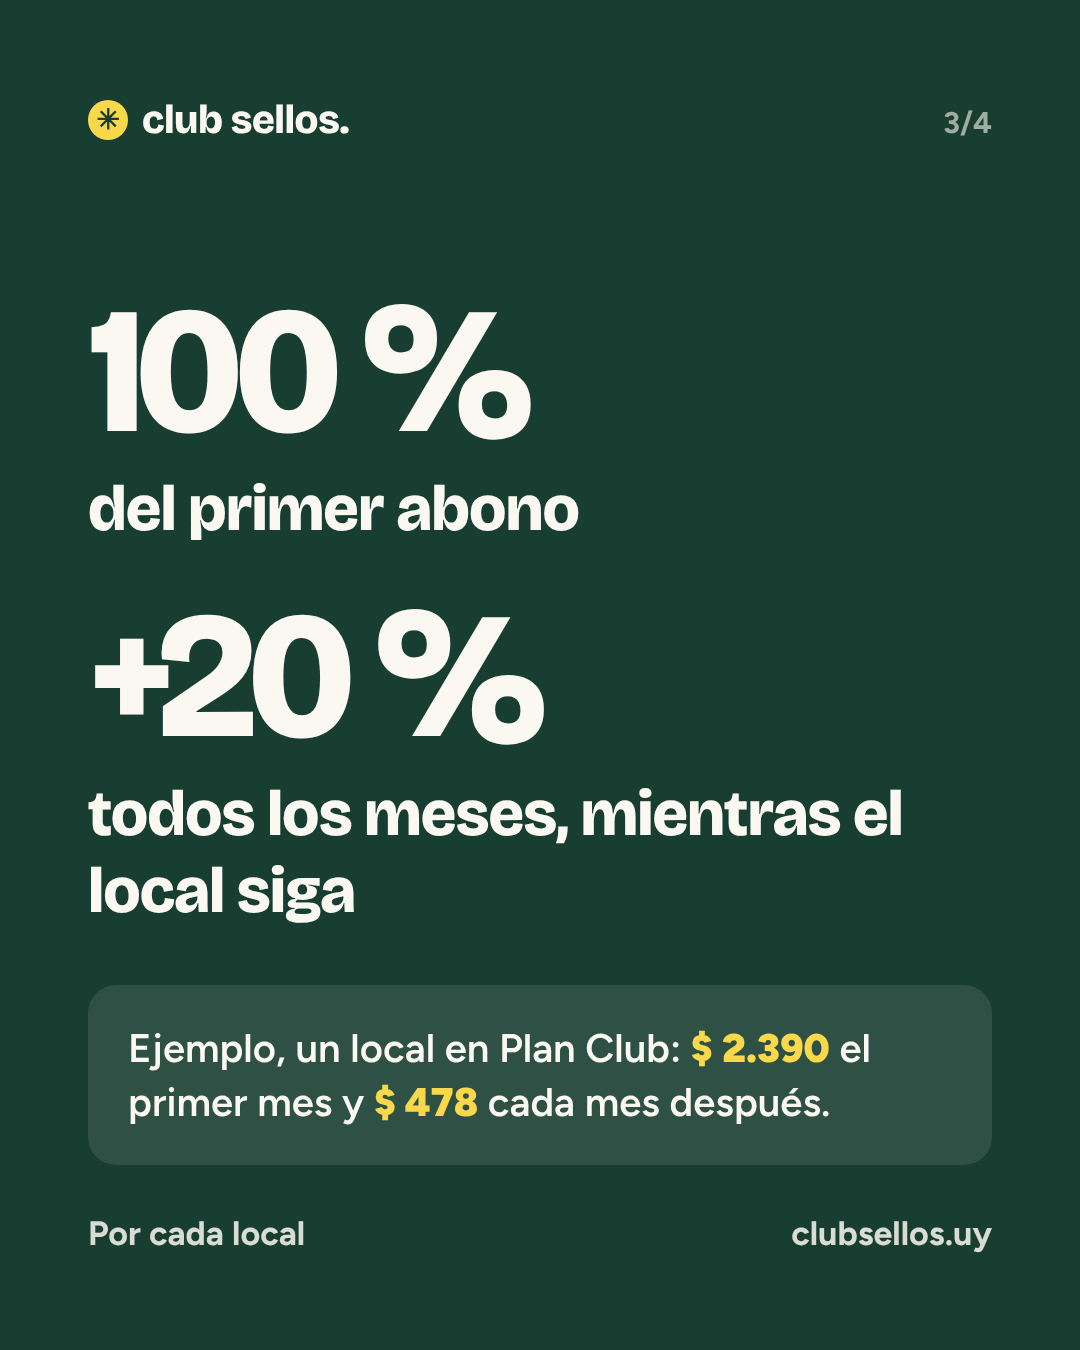 club sellos.
3/4
100 %
del primer abono
+20 %
todos los meses, mientras el
local siga
Ejemplo, un local en Plan Club: $ 2.390 el
primer mes y $ 478 cada mes después.
Por cada local
clubsellos.uy